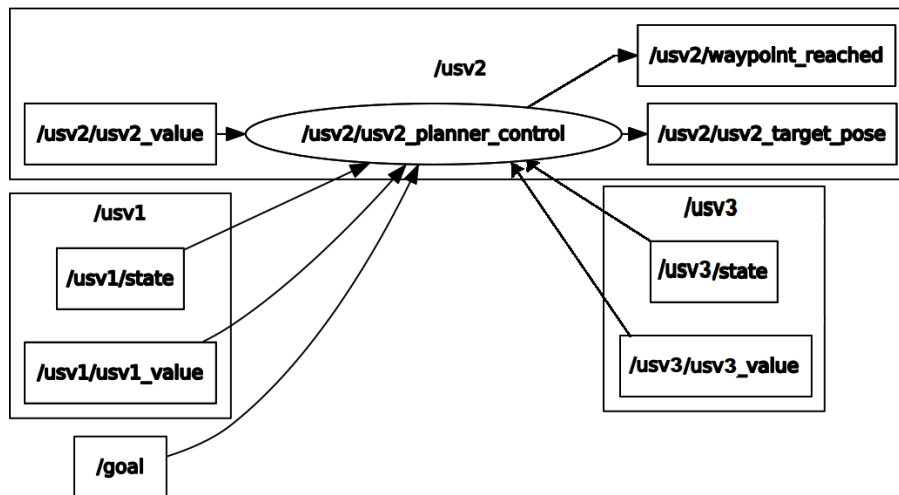 /usv2
/usv2/waypoint_reached
/usv2/usv2_value
/usv2/usv2_planner_control
/usv2/usv2_target_pose
/usv1
/usv1/state
/usv1/usv1_value
/usv3
/usv3/state
/usv3/usv3_value
/goal